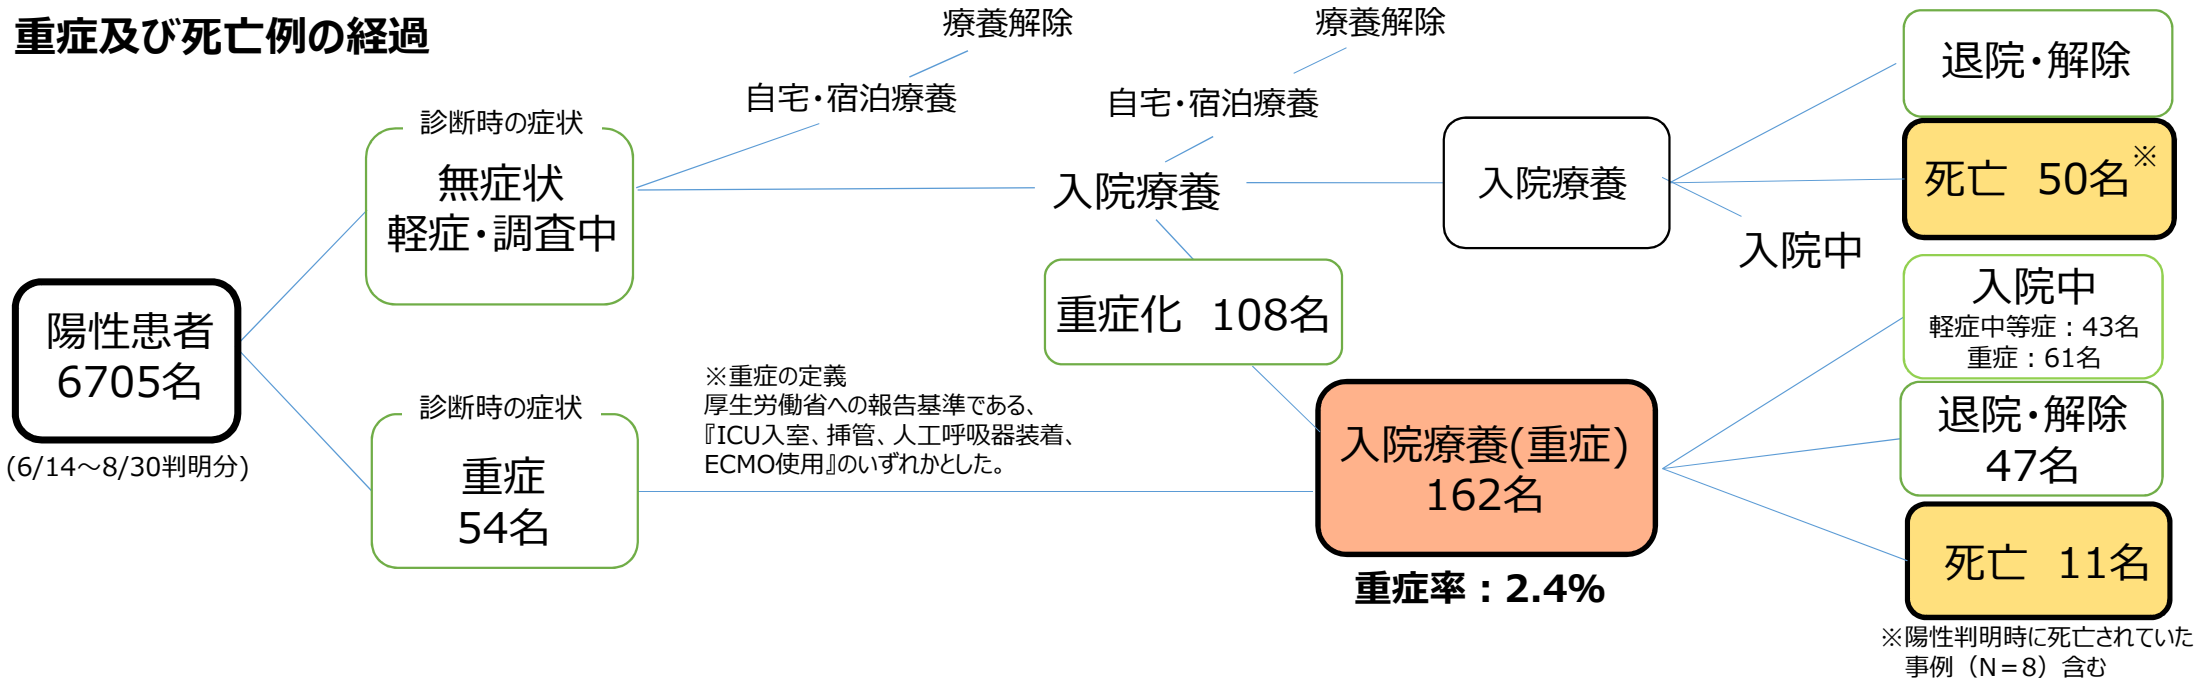 重症及び死亡例の経過
療養解除
療養解除
自宅・宿泊療養
自宅・宿泊療養
診断時の症状
無症状
軽症・調査中
入院療養
入院療養
退院・解除
死亡 50名※
入院中
陽性患者
6705名
(6/14～8/30判明分)
重症化 108名
入院中
軽症中等症：43名
重症：61名
診断時の症状
重症
54名
※重症の定義
厚生労働省への報告基準である、
『ICU入室、挿管、人工呼吸器装着、
ECMO使用』のいずれかとした。
入院療養(重症)
162名
重症率：2.4%
退院・解除
47名
死亡 11名
※陽性判明時に死亡されていた
事例（N＝8）含む